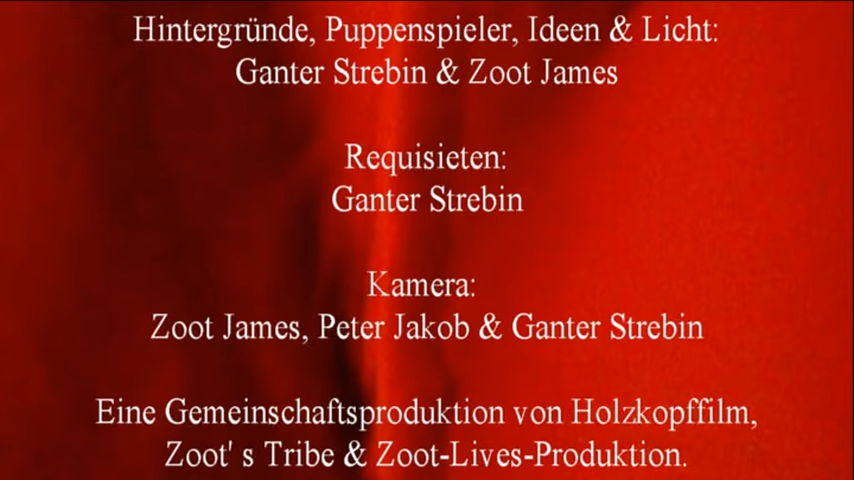 Hintergründe, Puppenspieler, Ideen & Licht:
Ganter Strebin & Zoot James
Requisieten:
Ganter Strebin
Kamera:
Zoot James, Peter Jakob & Ganter Strebin
Eine Gemeinschaftsproduktion von Holzkopffilm,
Zoot' s Tribe & Zoot-Lives-Produktion.